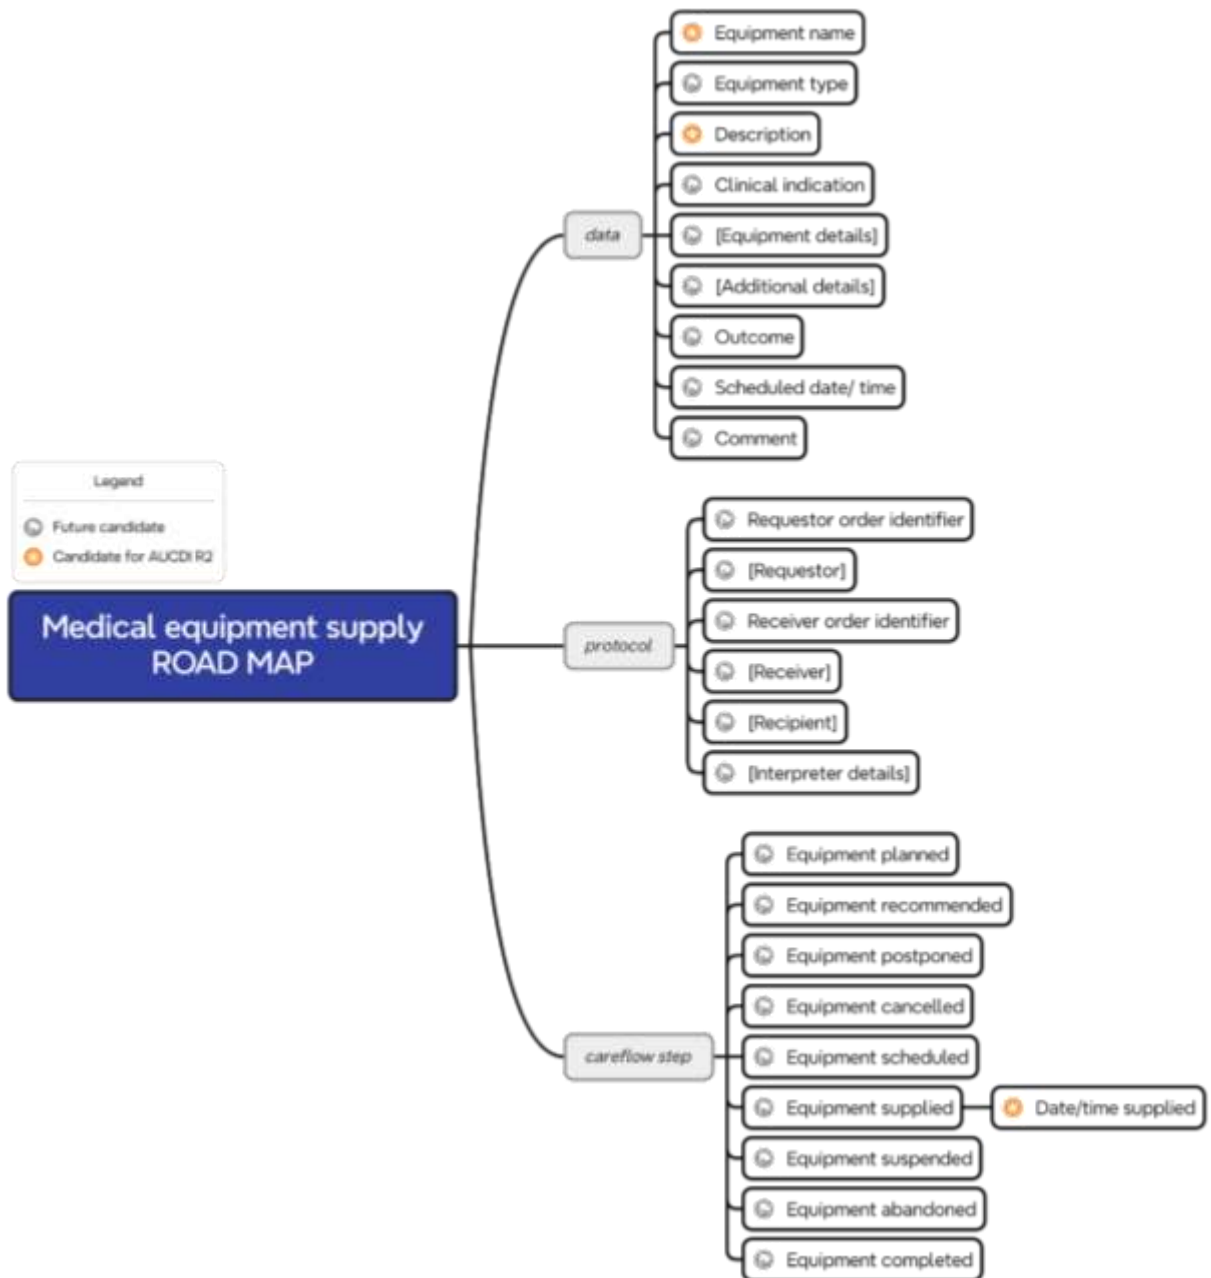 Equipment name
Equipment type
Description
Clinical indication
data
[Equipment details]
[Additional details]
Outcome
Scheduled date/ time
Comment
Legend
Future candidate
Candidate for AUCDI R2
Medical equipment supply
ROAD MAP
Requestor order identifier
[Requestor]
Receiver order identifier
protocol
[Receiver]
[Recipient]
[Interpreter details]
Equipment planned
Equipment recommended
Equipment postponed
Equipment cancelled
careflow step
Equipment scheduled
Equipment supplied
Date/time supplied
Equipment suspended
Equipment abandoned
Equipment completed